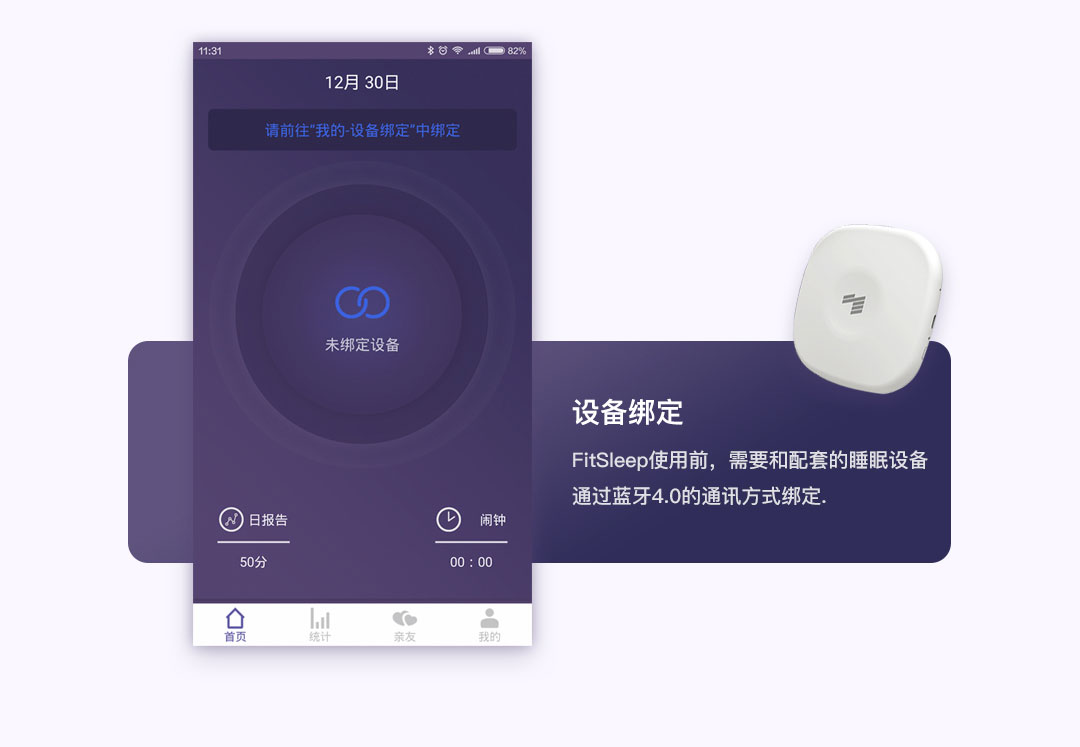 11:31
82%
12月 30日
请前往“我的-设备绑定”中绑定
未绑定设备
日报告
闹钟
50分
00 : 00
首页
统计
亲友
我的
设备绑定
FitSleep使用前，需要和配套的睡眠设备
通过蓝牙4.0的通讯方式绑定.